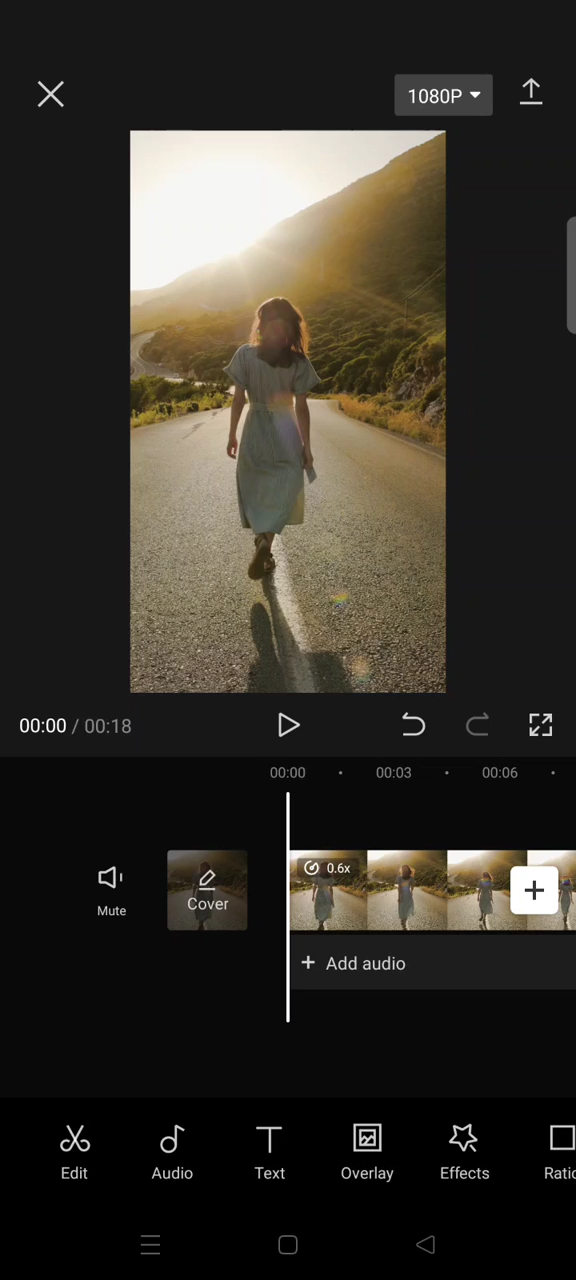 1080P
00:00 / 00:18
00:00 00:03 00:06
0.6x
Mute
Cover
+ Add audio
Edit Audio Text Overlay Effects Ratio